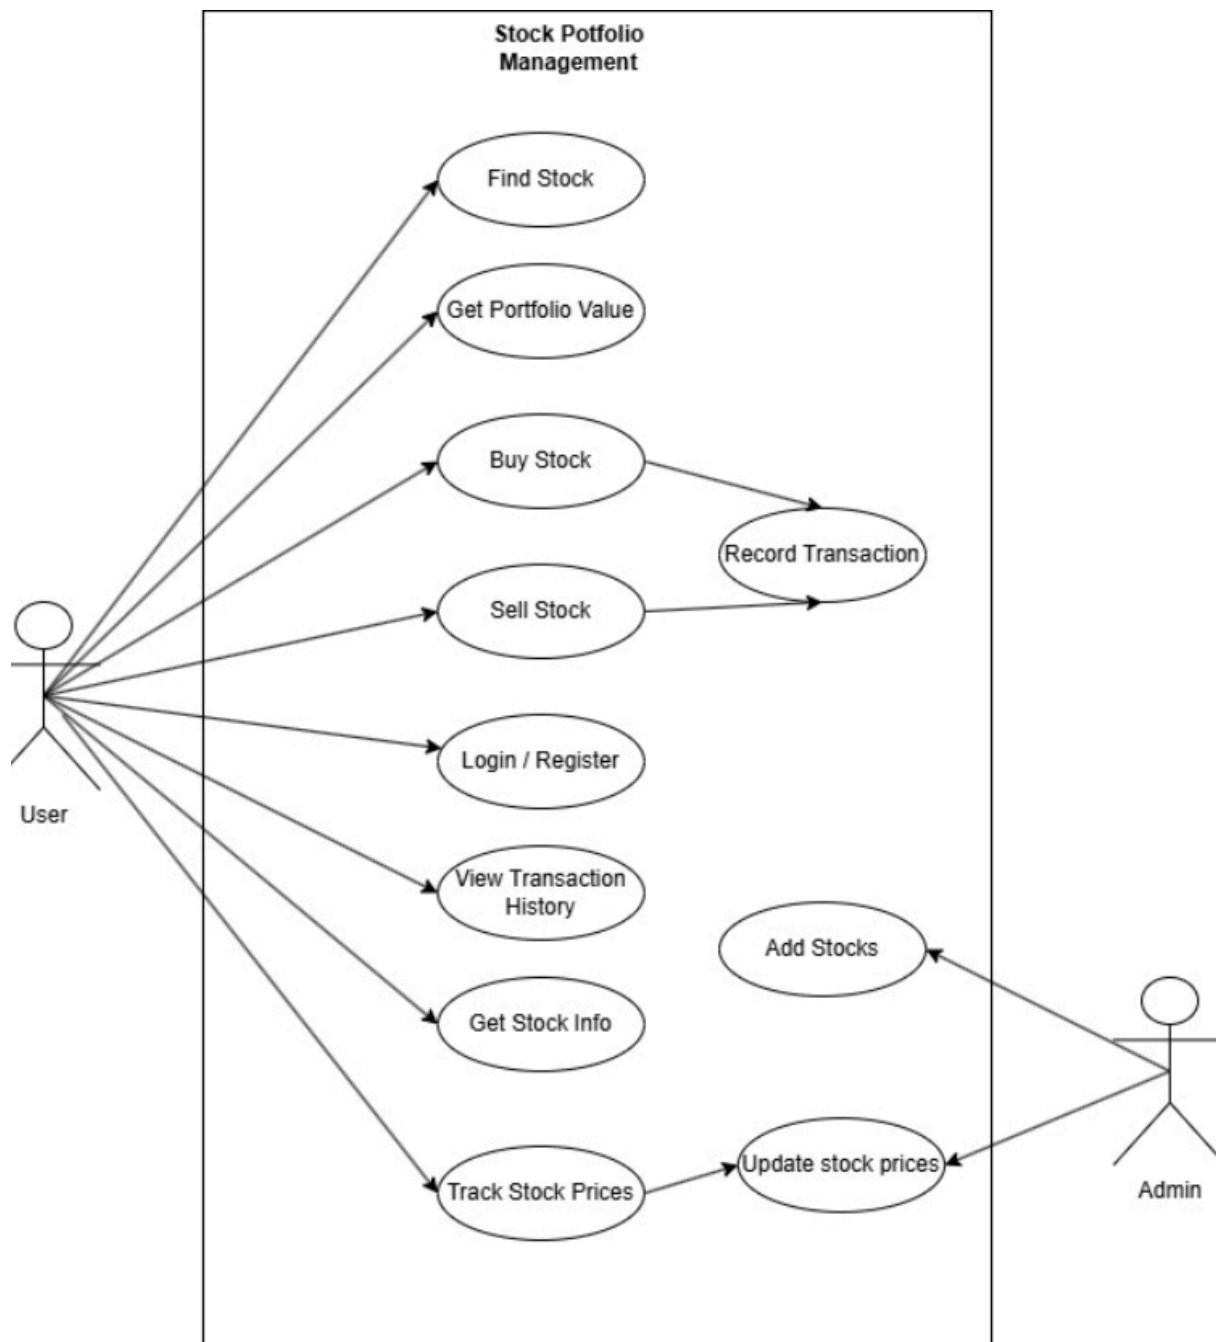 Stock Potfolio
Management
Find Stock
Get Portfolio Value
Buy Stock
Record Transaction
Sell Stock
Login / Register
User
View Transaction
History
Add Stocks
Get Stock Info
Update stock prices
Track Stock Prices
Admin